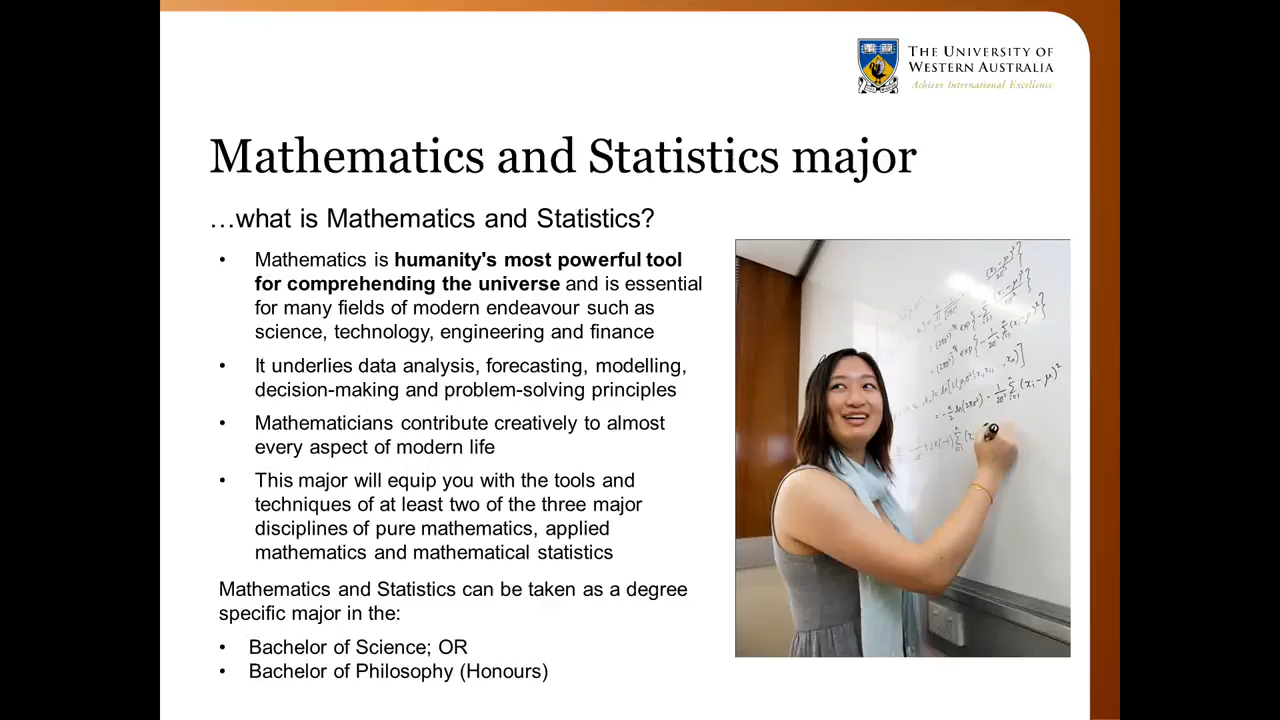 THE UNIVERSITY OF
WESTERN AUSTRALIA
Achieve International Excellence
Mathematics and Statistics major
…what is Mathematics and Statistics?
• Mathematics is humanity's most powerful tool
for comprehending the universe and is essential
for many fields of modern endeavour such as
science, technology, engineering and finance
• It underlies data analysis, forecasting, modelling,
decision-making and problem-solving principles
• Mathematicians contribute creatively to almost
every aspect of modern life
• This major will equip you with the tools and
techniques of at least two of the three major
disciplines of pure mathematics, applied
mathematics and mathematical statistics
Mathematics and Statistics can be taken as a degree
specific major in the:
• Bachelor of Science; OR
• Bachelor of Philosophy (Honours)